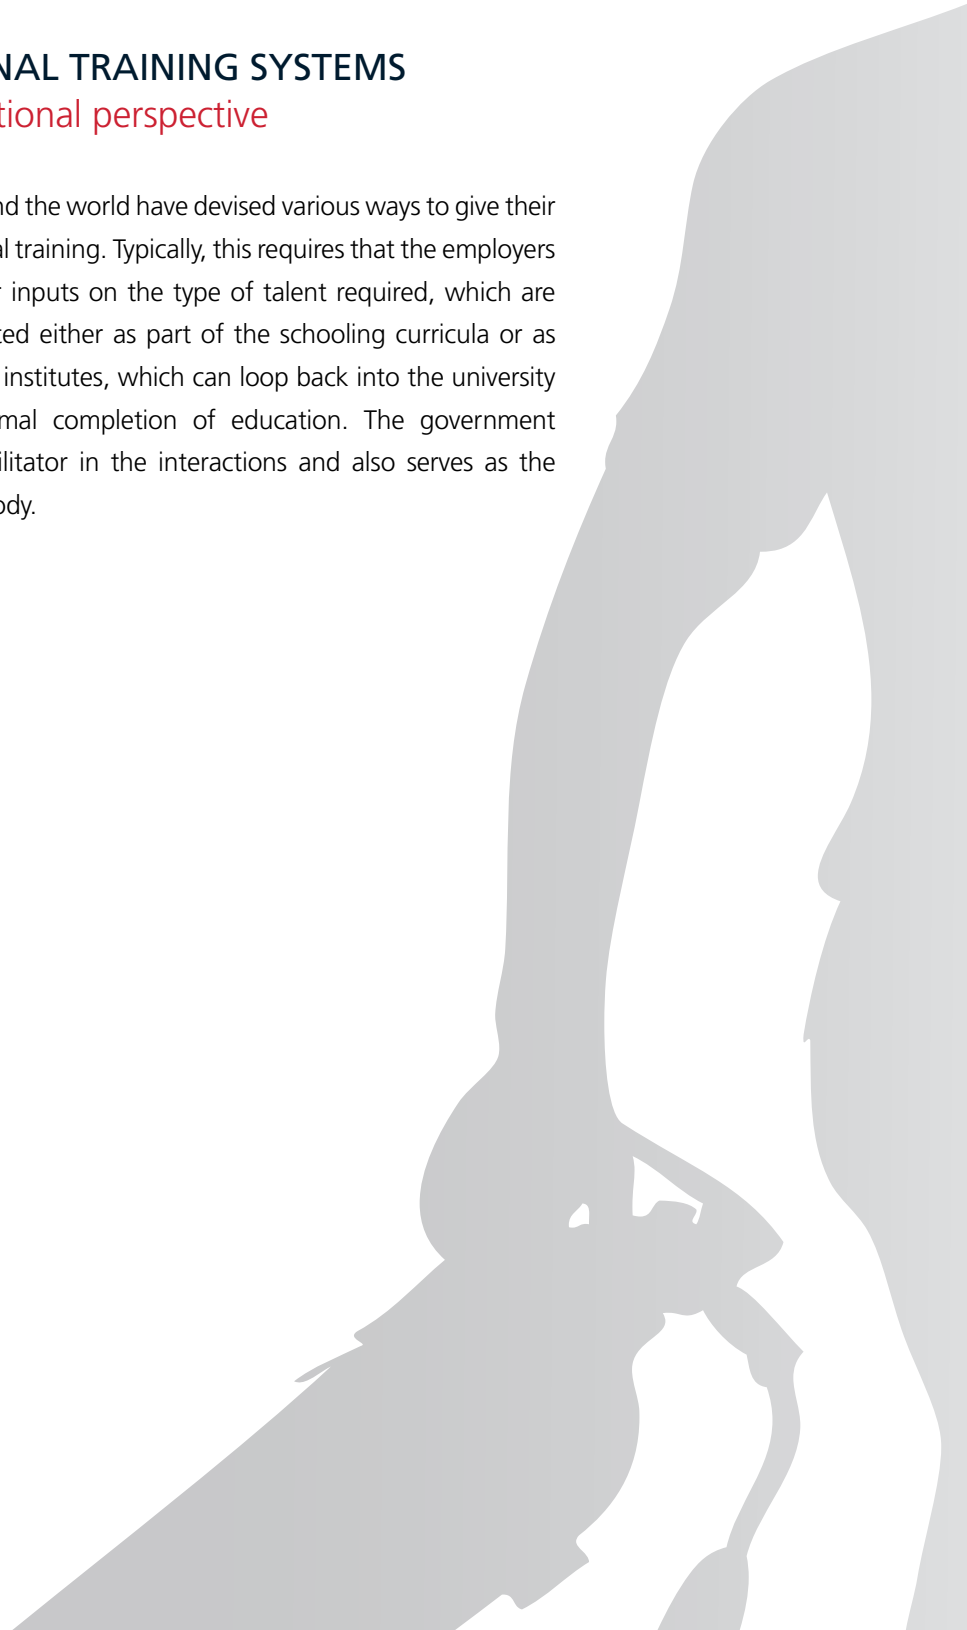 NAL TRAINING SYSTEMS
tional perspective
nd the world have devised various ways to give their
al training. Typically, this requires that the employers
r inputs on the type of talent required, which are
ted either as part of the schooling curricula or as
institutes, which can loop back into the university
mal completion of education. The government
ilitator in the interactions and also serves as the
ody.